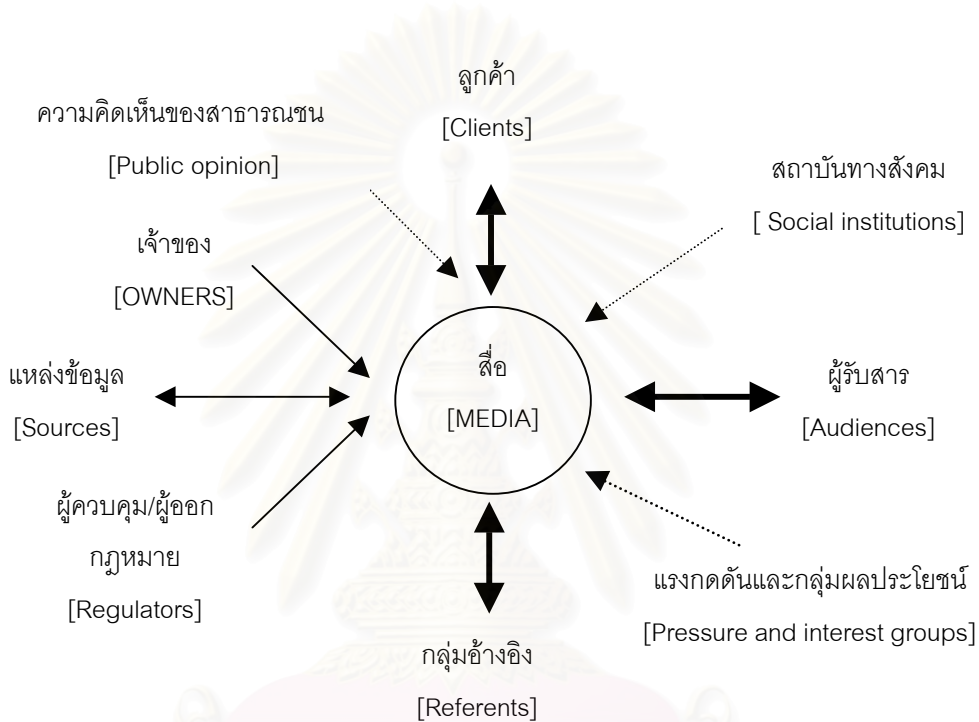 ลูกค้า
[Clients]
ความคิดเห็นของสาธารณชน
[Public opinion]
สถาบันทางสังคม
[ Social institutions]
เจ้าของ
[OWNERS]
แหล่งข้อมูล
[Sources]
สื่อ
[MEDIA]
ผู้รับสาร
[Audiences]
ผู้ควบคุม/ผู้ออก
กฎหมาย
[Regulators]
แรงกดดันและกลุ่มผลประโยชน์
[Pressure and interest groups]
กลุ่มอ้างอิง
[Referents]